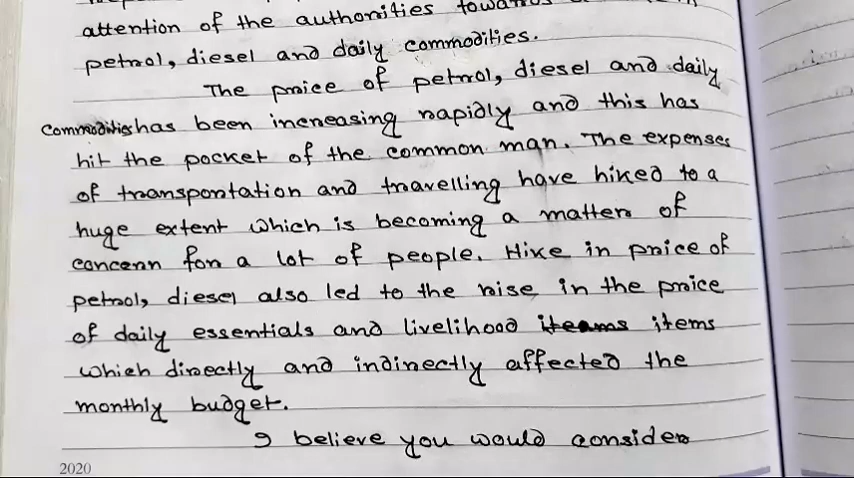 attention of the authorities towards
petrol, diesel and daily commodities.
The price of petrol, diesel and daily
Commodities has been increasing rapidly and this has
hit the pocket of the common man. The expenses
of transportation and travelling have hiked to a
huge extent which is becoming a matter of
concern for a lot of people. Hike in price of
petrol, diesel also led to the rise in the price
of daily essentials and livelihood iteams items
which directly and indirectly affected the
monthly budget.
I believe you would consider
2020